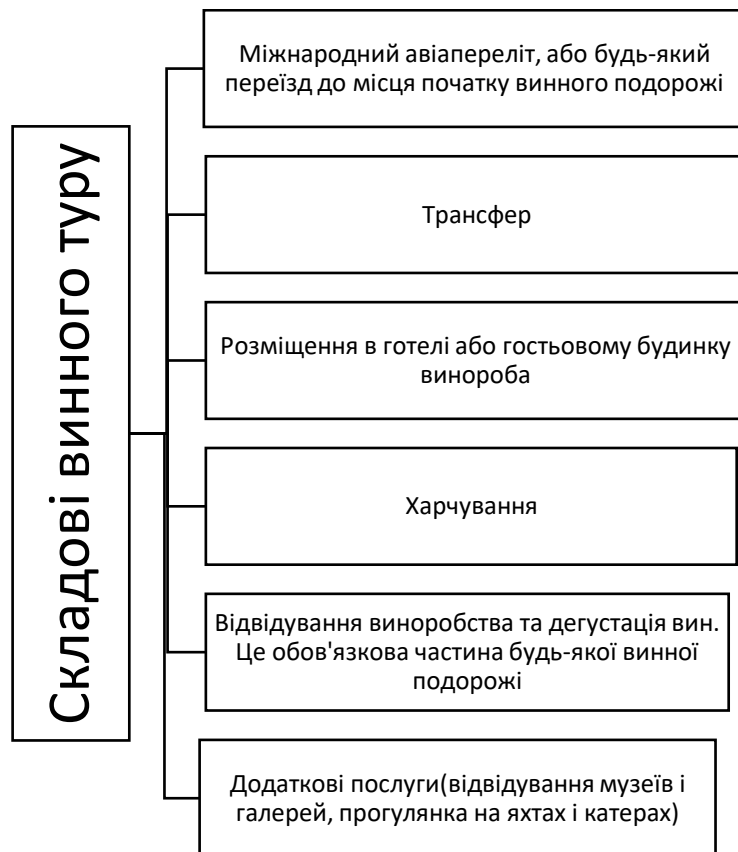 Складові винного туру
Міжнародний авіапереліт, або будь-який
переїзд до місця початку винного подорожі
Трансфер
Розміщення в готелі або гостьовому будинку
винороба
Харчування
Відвідування виноробства та дегустація вин.
Це обов'язкова частина будь-якої винної
подорожі
Додаткові послуги(відвідування музеїв і
галерей, прогулянка на яхтах і катерах)